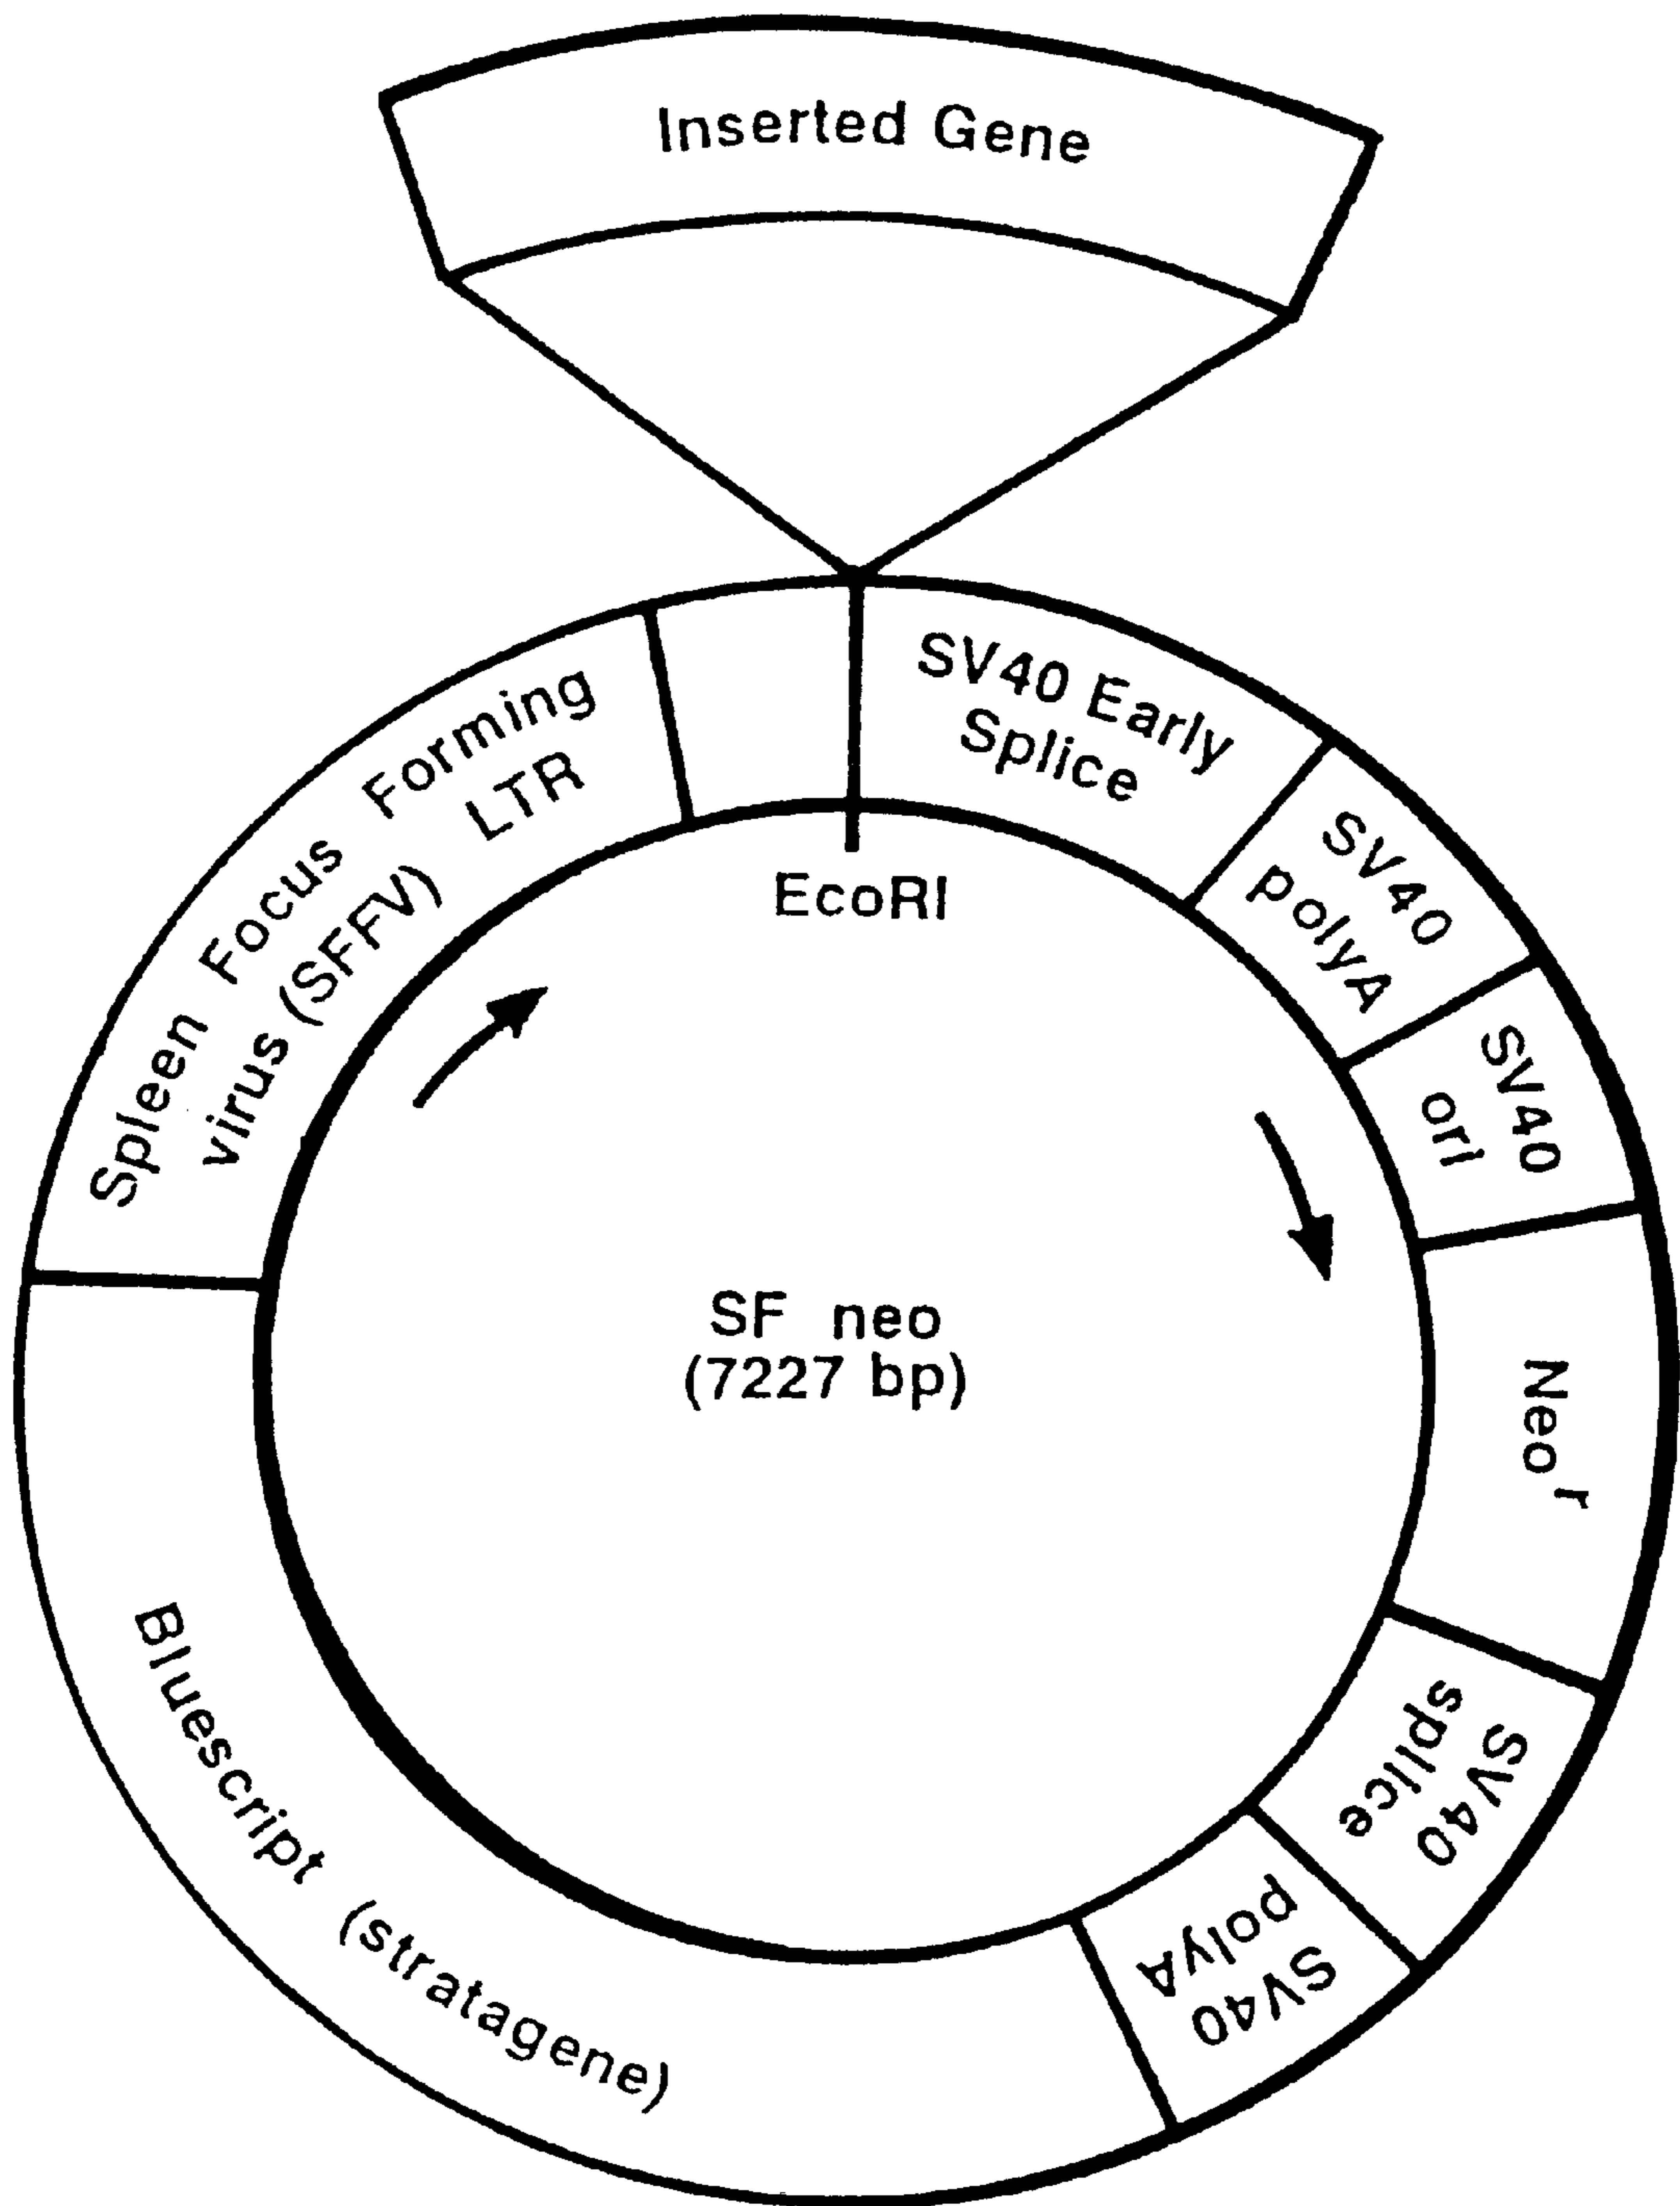 Inserted Gene
SV40 Early
Splice
SV40
polyA
SV40
ori
Neo r
SV40
splice
SV40
polyA
Bluescript (stratagene)
Spleen Focus Forming
virus (SFFV) LTR
EcoRI
SF neo
(7227 bp)